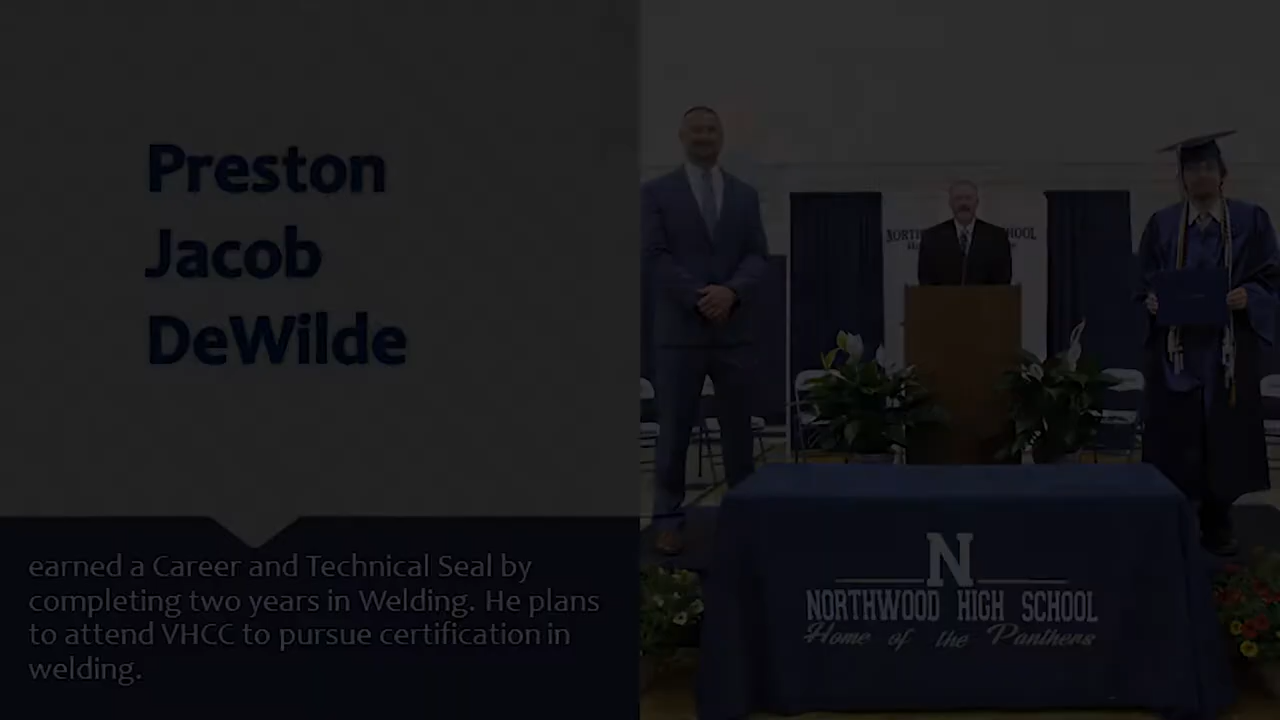 Preston
Jacob
DeWilde
earned a Career and Technical Seal by
completing two years in Welding. He plans
to attend VHCC to pursue certification in
welding.
SCHOOL
N
NORTHWOOD HIGH SCHOOL
Home of the Panthers